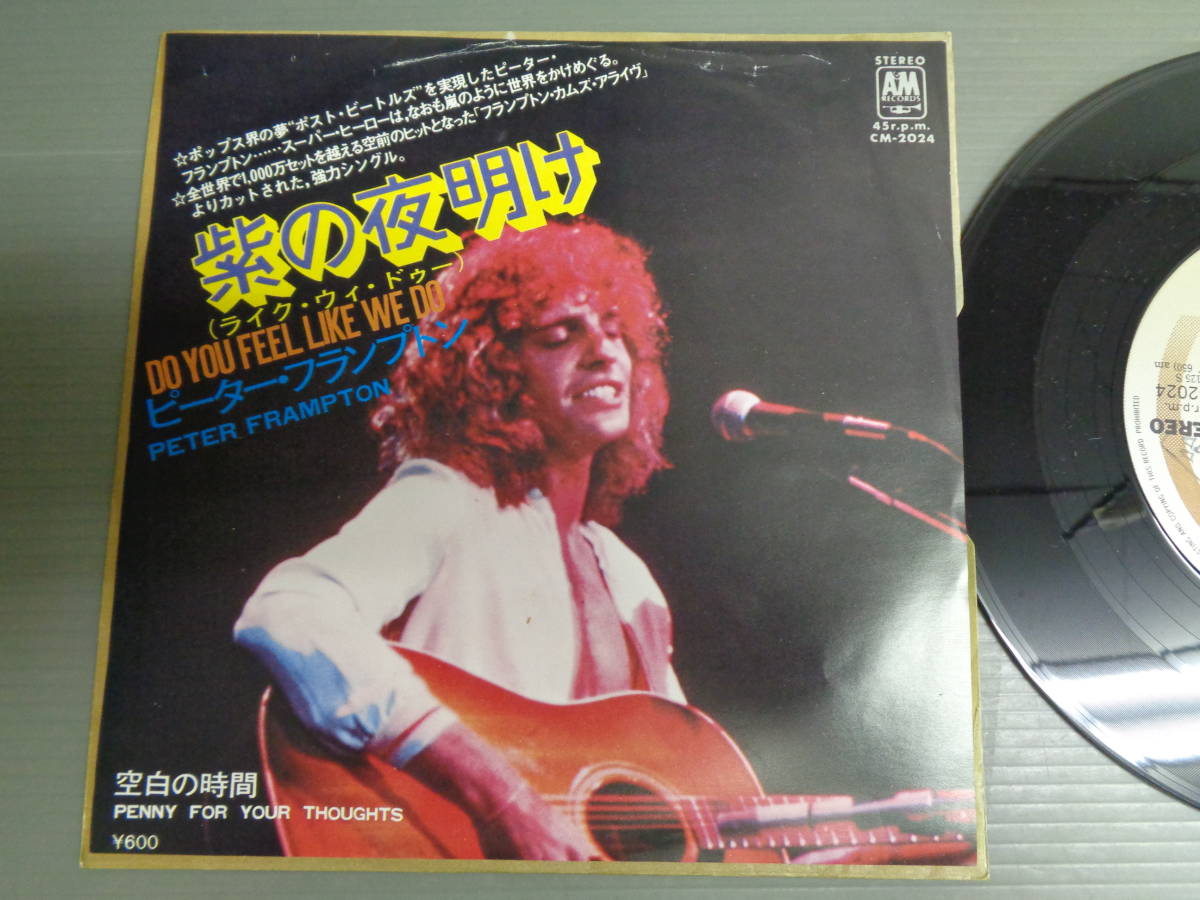 ☆ポップス界の夢“ポスト・ビートルズ”を実現したピーター・
フランプトン……スーパー・ヒーローは，なおも嵐のように世界をかけめぐる。
☆全世界で1,000万セットを越える空前のヒットとなった「フランプトン・カムズ・アライヴ」
よりカットされた，強力シングル。
STEREO
A&M
RECORDS
45r.p.m.
CM-2024
紫の夜明け
(ライク・ウィ・ドゥー)
DO YOU FEEL LIKE WE DO
ピーター・フランプトン
PETER FRAMPTON
空白の時間
PENNY FOR YOUR THOUGHTS
¥600
2024
r.p.m.
EREO
COPYING OF THIS RECORD PROHIBITED